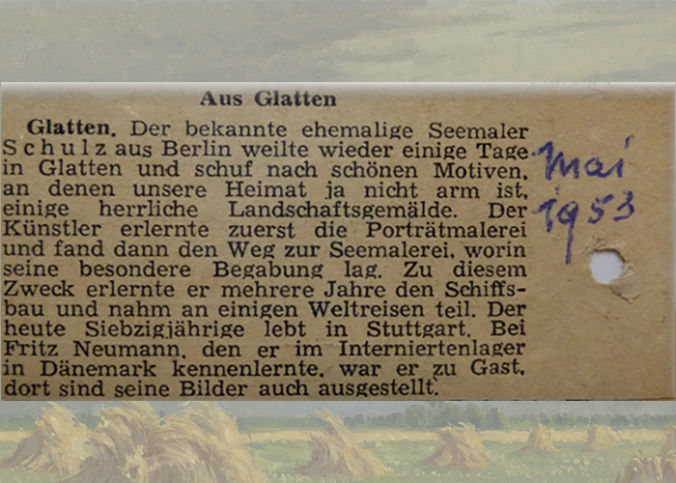 Aus Glatten
Glatten. Der bekannte ehemalige Seemaler
Schulz aus Berlin weilte wieder einige Tage
in Glatten und schuf nach schönen Motiven,
an denen unsere Heimat ja nicht arm ist,
einige herrliche Landschaftsgemälde. Der
Künstler erlernte zuerst die Porträtmalerei
und fand dann den Weg zur Seemalerei, worin
seine besondere Begabung lag. Zu diesem
Zweck erlernte er mehrere Jahre den Schiffs-
bau und nahm an einigen Weltreisen teil. Der
heute Siebzigjährige lebt in Stuttgart. Bei
Fritz Neumann, den er im Interniertenlager
in Dänemark kennenlernte, war er zu Gast,
dort sind seine Bilder auch ausgestellt.
Mai
1953